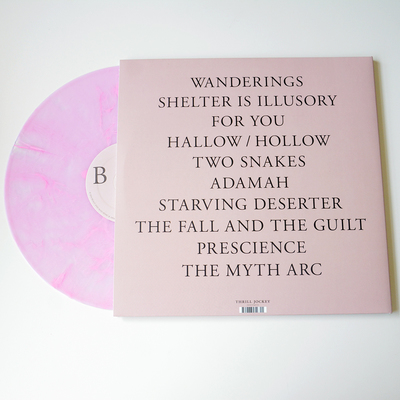 WANDERINGS
SHELTER IS ILLUSORY
FOR YOU
HALLOW / HOLLOW
TWO SNAKES
ADAMAH
STARVING DESERTER
THE FALL AND THE GUILT
PRESCIENCE
THE MYTH ARC
B
THRILL JOCKEY